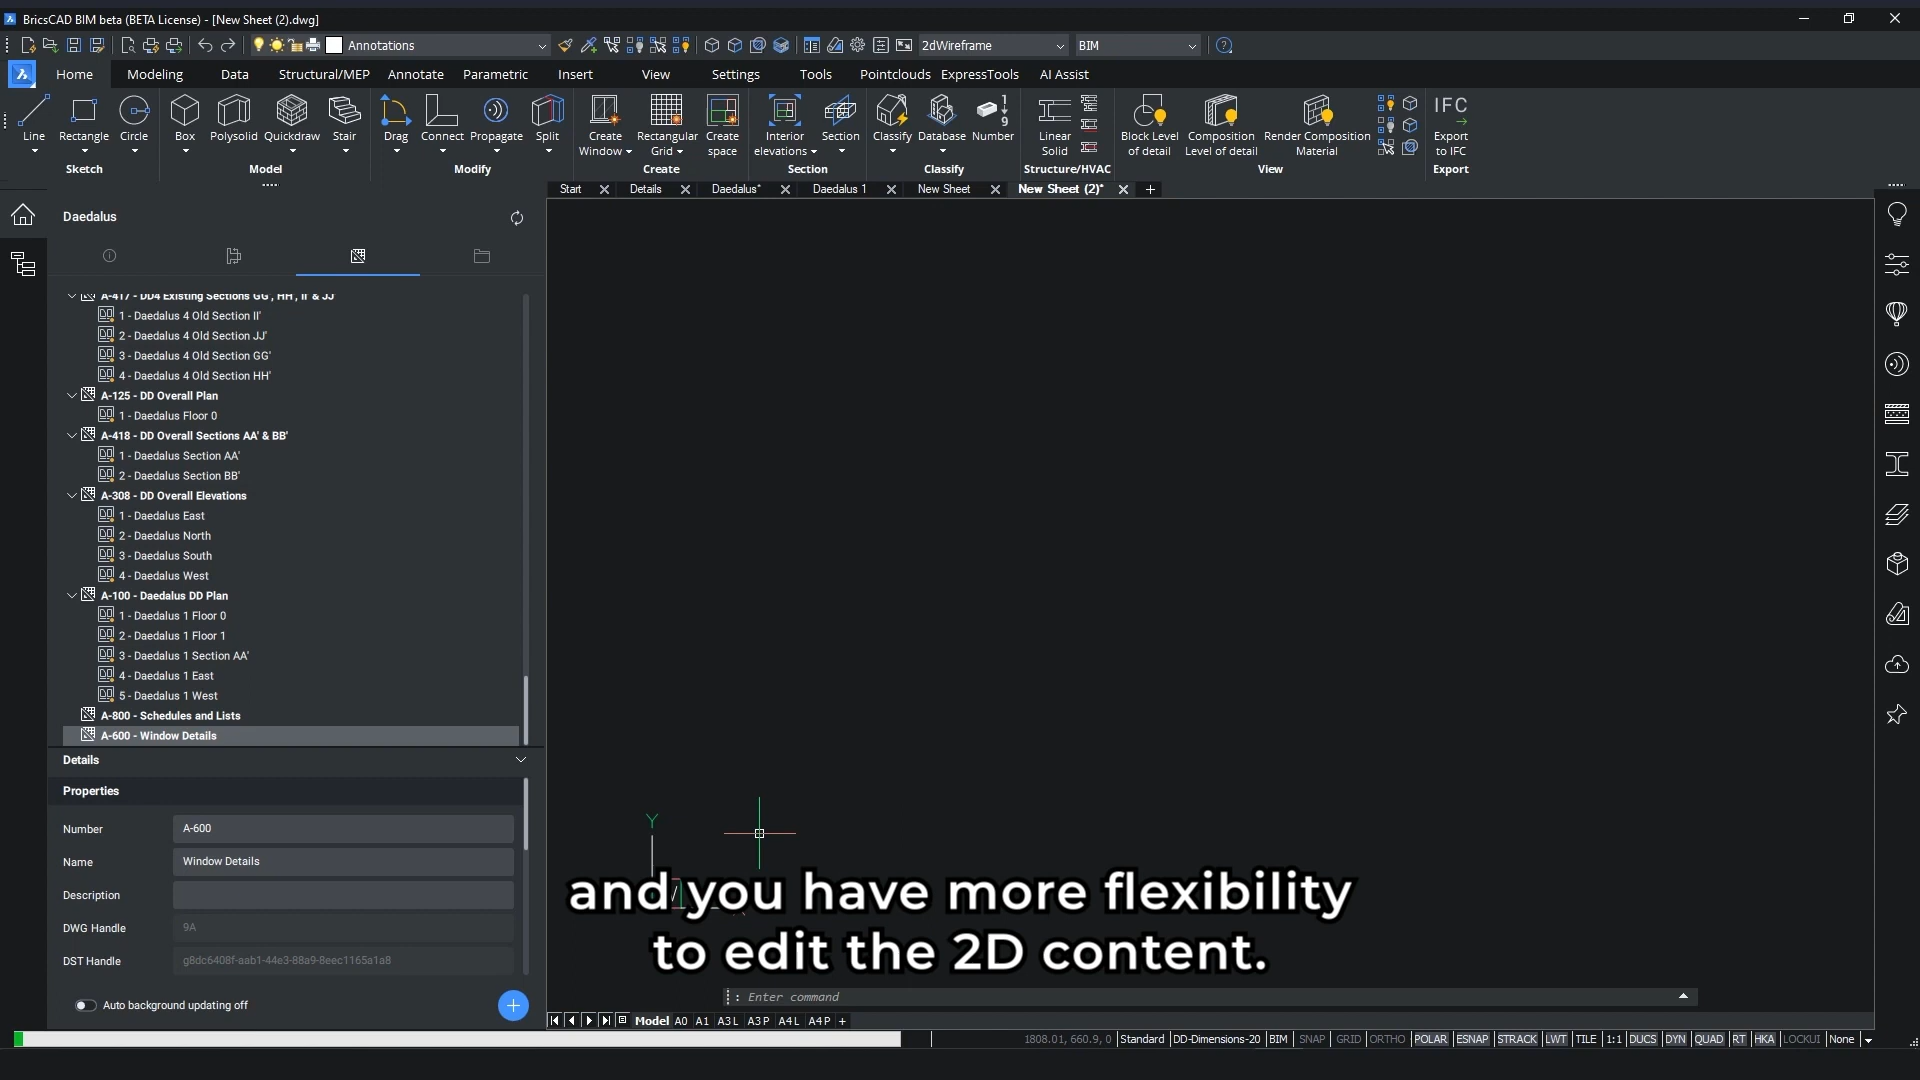 BricsCAD BIM beta (BETA License) - [New Sheet (2).dwg]
Annotations
2dWireframe
BIM
Home
Modeling
Data
Structural/MEP
Annotate
Parametric
Insert
View
Settings
Tools
Pointclouds
ExpressTools
AI Assist
Line
Rectangle
Circle
Box
Polysolid
Quickdraw
Stair
Drag
Connect
Propagate
Split
Create Window
Rectangular Grid
Create space
Interior elevations
Section
Classify
Database
Number
Linear Solid
Block Level of detail
Composition Level of detail
Render Composition Material
IFC
Export to IFC
Sketch
Model
Modify
Create
Section
Classify
Structure/HVAC
View
Export
Start
Details
Daedalus*
Daedalus 1
New Sheet
New Sheet (2)*
Daedalus
A-417 - DD4 Existing Sections GG', HH', II' & JJ'
1 - Daedalus 4 Old Section II'
2 - Daedalus 4 Old Section JJ'
3 - Daedalus 4 Old Section GG'
4 - Daedalus 4 Old Section HH'
A-125 - DD Overall Plan
1 - Daedalus Floor 0
A-418 - DD Overall Sections AA' & BB'
1 - Daedalus Section AA'
2 - Daedalus Section BB'
A-308 - DD Overall Elevations
1 - Daedalus East
2 - Daedalus North
3 - Daedalus South
4 - Daedalus West
A-100 - Daedalus DD Plan
1 - Daedalus 1 Floor 0
2 - Daedalus 1 Floor 1
3 - Daedalus 1 Section AA'
4 - Daedalus 1 East
5 - Daedalus 1 West
A-800 - Schedules and Lists
A-600 - Window Details
Details
Properties
Number A-600
Name Window Details
Description
DWG Handle 9A
DST Handle g8dc6408f-aab1-44e3-88a9-8eec1165a1a8
Auto background updating off
Y
and you have more flexibility
to edit the 2D content.
: Enter command
Model A0 A1 A3L A3P A4L A4P +
1808.01, 660.9, 0 Standard DD-Dimensions-20 BIM SNAP GRID ORTHO POLAR ESNAP STRACK LWT TILE 1:1 DUCS DYN QUAD RT HKA LOCKUI None